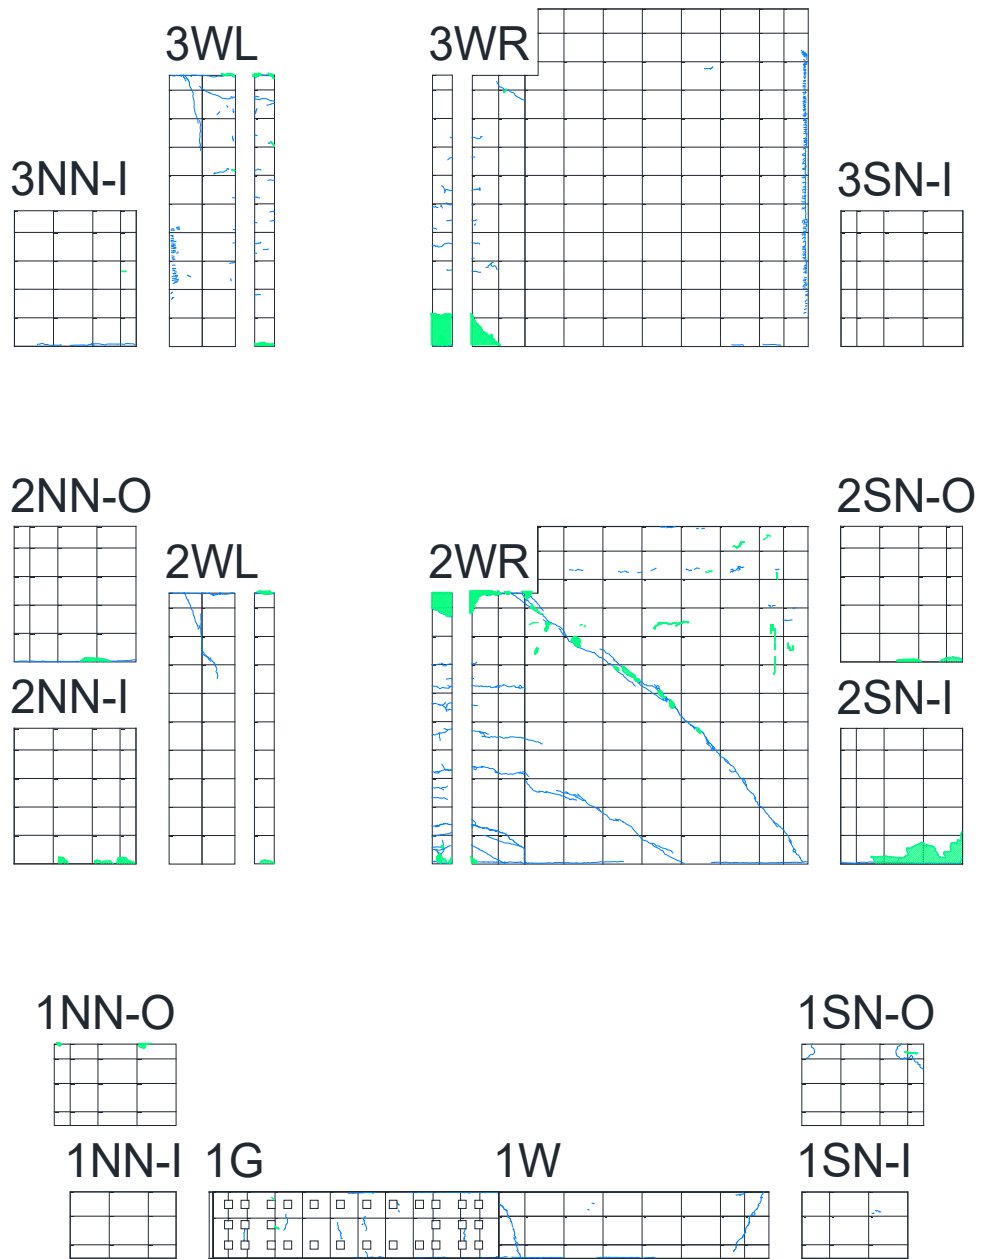 3WL
3WR
3NN-I
3SN-I
2NN-O
2SN-O
2WL
2WR
2NN-I
2SN-I
1NN-O
1SN-O
1NN-I
1G
1W
1SN-I